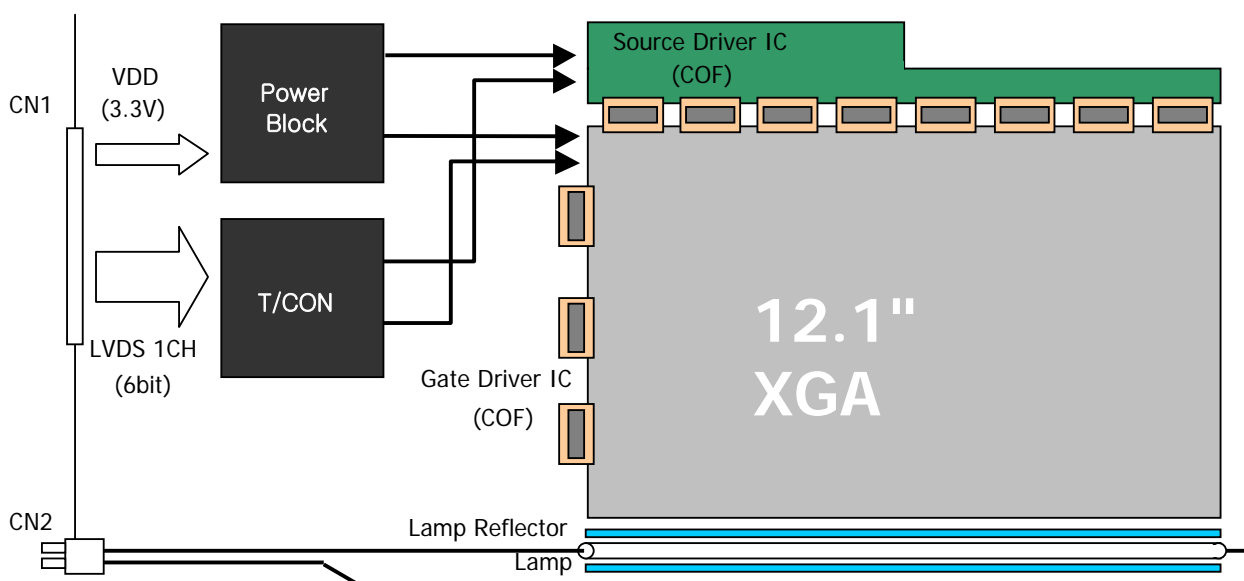 Source Driver IC
(COF)
VDD
(3.3V)
CN1
Power
Block
T/CON
LVDS 1CH
(6bit)
12.1"
XGA
Gate Driver IC
(COF)
CN2
Lamp Reflector
Lamp